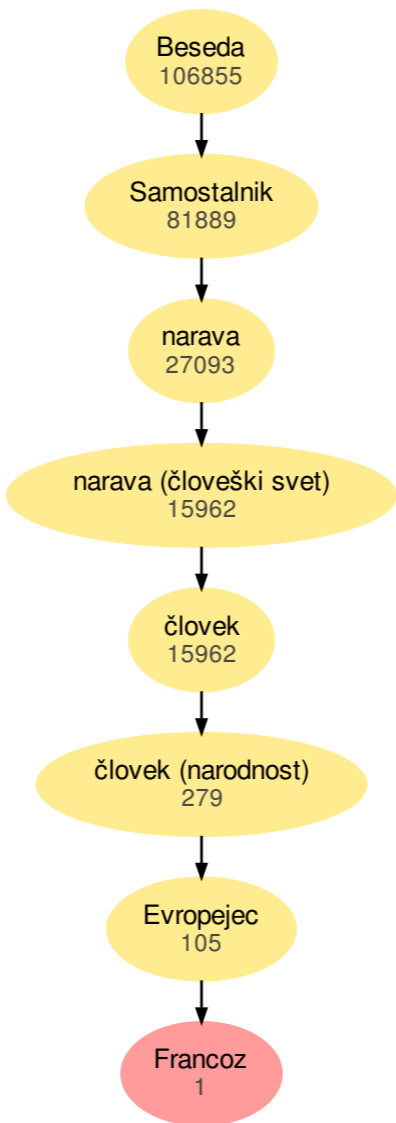 Beseda
106855
Samostalnik
81889
narava
27093
narava (človeški svet)
15962
človek
15962
človek (narodnost)
279
Evropejec
105
Francoz
1